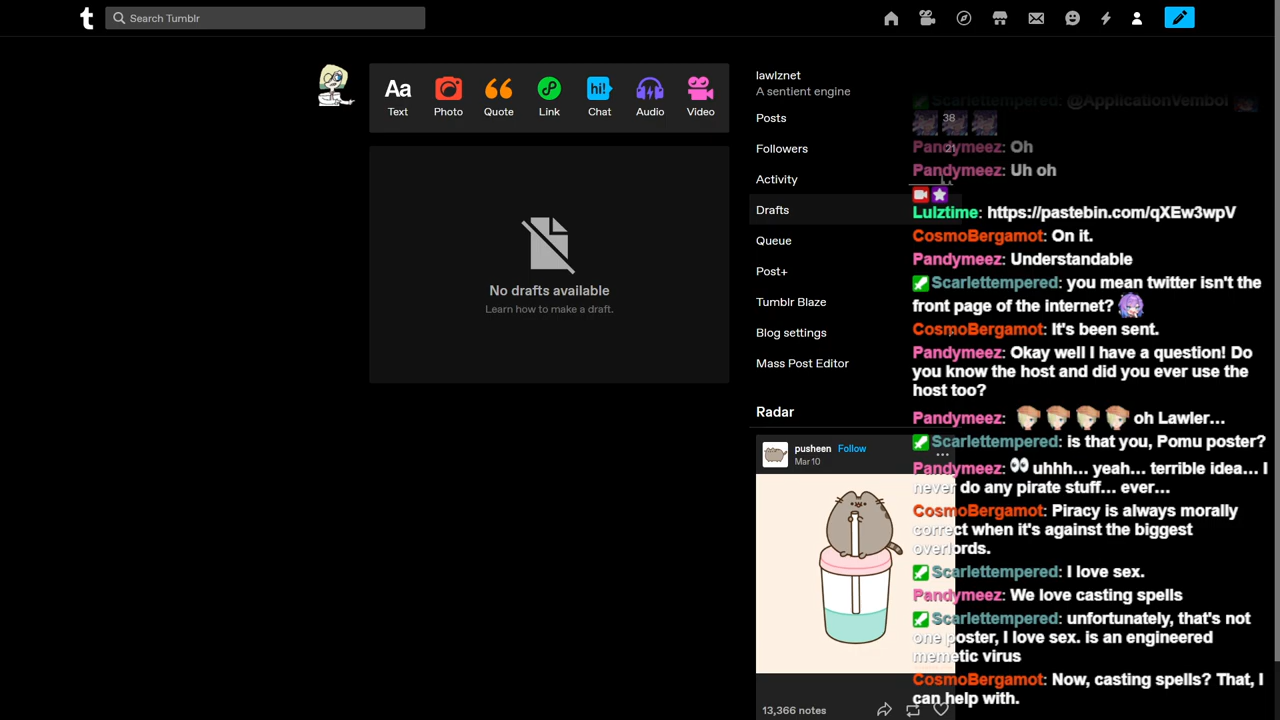 t
Search Tumblr
Aa
hi!
Text
Photo
Quote
Link
Chat
Audio
Video
No drafts available
Learn how to make a draft.
lawlznet
A sentient engine
Posts
38
Followers
21
Activity
Drafts
Queue
Post+
Tumblr Blaze
Blog settings
Mass Post Editor
Radar
pusheen Follow
Mar 10
13,366 notes
Scarlettempered: @ApplicationVemboi
Pandymeez: Oh
Pandymeez: Uh oh
Lulztime: https://pastebin.com/qXEw3wpV
CosmoBergamot: On it.
Pandymeez: Understandable
Scarlettempered: you mean twitter isn't the
front page of the internet?
CosmoBergamot: It's been sent.
Pandymeez: Okay well I have a question! Do
you know the host and did you ever use the
host too?
Pandymeez: oh Lawler...
Scarlettempered: is that you, Pomu poster?
Pandymeez: uhhh... yeah... terrible idea... I
never do any pirate stuff... ever...
CosmoBergamot: Piracy is always morally
correct when it's against the biggest
overlords.
Scarlettempered: I love sex.
Pandymeez: We love casting spells
Scarlettempered: unfortunately, that's not
one poster, I love sex. is an engineered
memetic virus
CosmoBergamot: Now, casting spells? That, I
can help with.